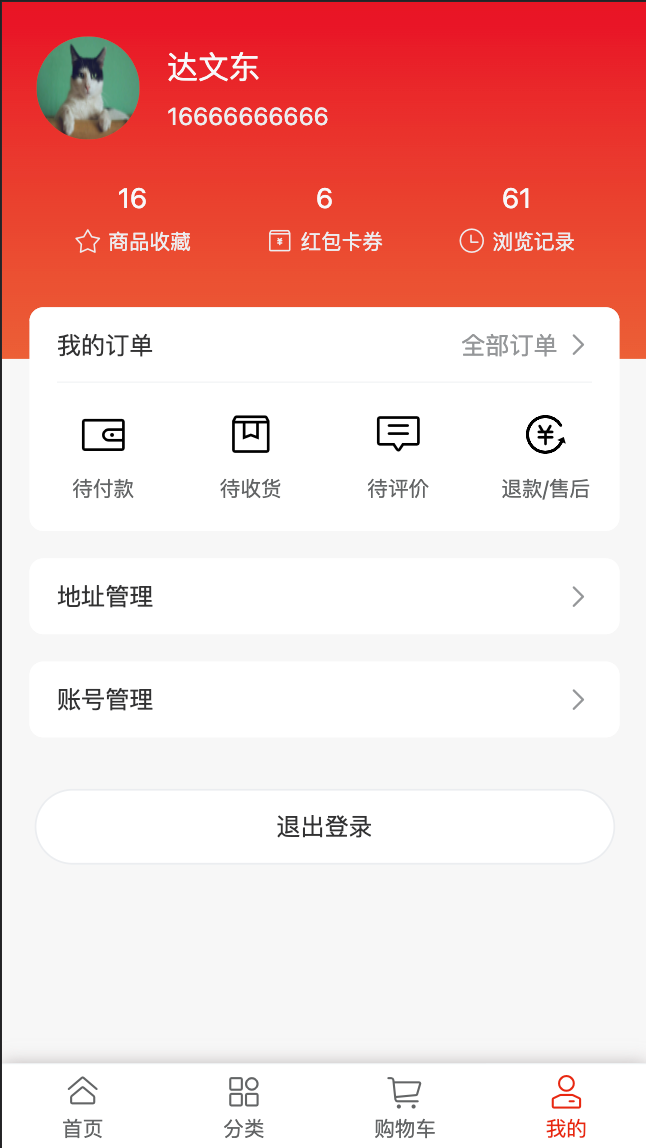 达文东
16666666666
16 6 61
商品收藏 红包卡券 浏览记录
我的订单 全部订单
待付款 待收货 待评价 退款/售后
地址管理
账号管理
退出登录
首页 分类 购物车 我的